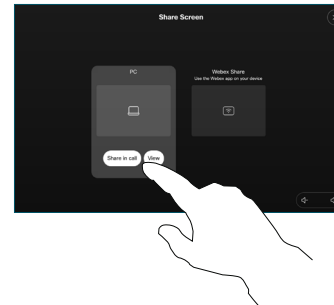 Share Screen
PC
Webex Share
Use the Webex app on your device
Share in call
View